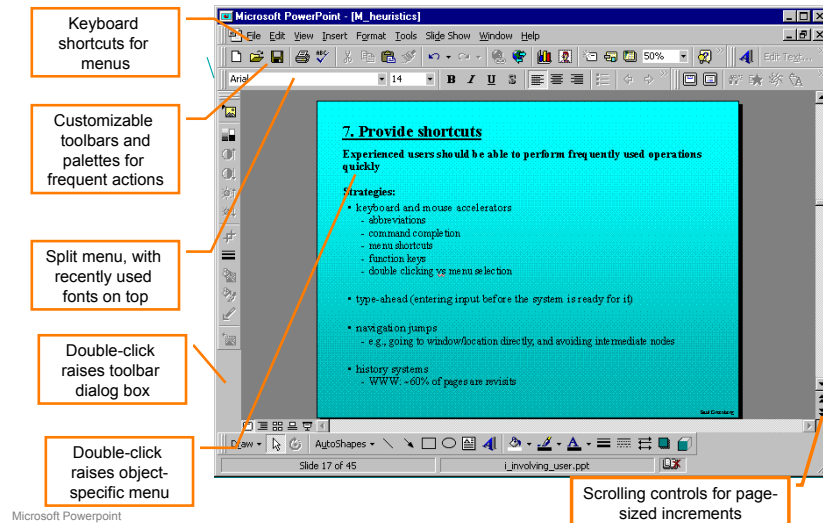 Keyboard
shortcuts for
menus
Customizable
toolbars and
palettes for
frequent actions
Split menu, with
recently used
fonts on top
Double-click
raises toolbar
dialog box
Double-click
raises object-
specific menu
Microsoft Powerpoint
Microsoft PowerPoint - [M_heuristics]
File Edit View Insert Format Tools Slide Show Window Help
50% Edit Text...
Arial 14 B I U S
7. Provide shortcuts
Experienced users should be able to perform frequently used operations
quickly
Strategies:
• keyboard and mouse accelerators
- abbreviations
- command completion
- menu shortcuts
- function keys
- double clicking vs menu selection
• type-ahead (entering input before the system is ready for it)
• navigation jumps
- e.g., going to window/location directly, and avoiding intermediate nodes
• history systems
- WWW: ~60% of pages are revisits
Saul Greenberg
Draw AutoShapes
Slide 17 of 45 i_involving_user.ppt
Scrolling controls for page-
sized increments